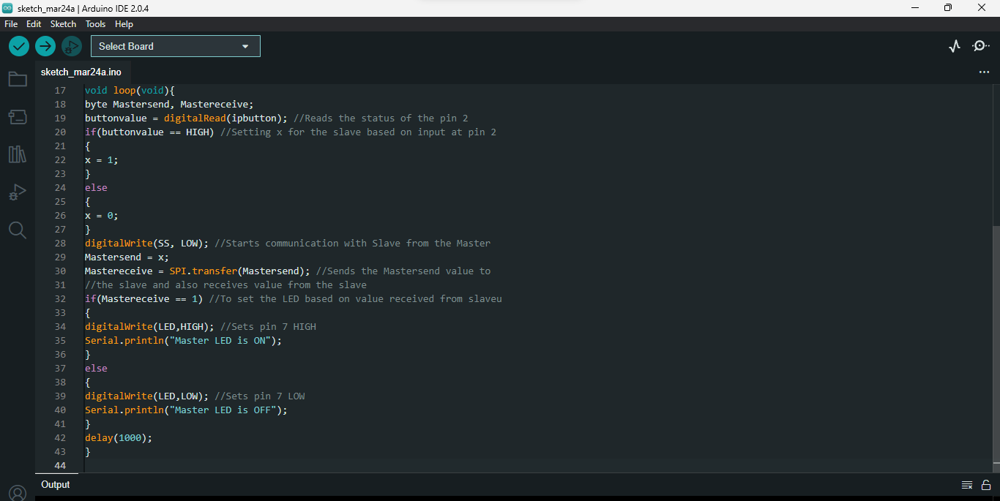 sketch_mar24a | Arduino IDE 2.0.4
File Edit Sketch Tools Help
Select Board
sketch_mar24a.ino
17 void loop(void){
18 byte Mastersend, Mastereceive;
19 buttonvalue = digitalRead(ipbutton); //Reads the status of the pin 2
20 if(buttonvalue == HIGH) //Setting x for the slave based on input at pin 2
21 {
22 x = 1;
23 }
24 else
25 {
26 x = 0;
27 }
28 digitalWrite(SS, LOW); //Starts communication with Slave from the Master
29 Mastersend = x;
30 Mastereceive = SPI.transfer(Mastersend); //Sends the Mastersend value to
31 //the slave and also receives value from the slave
32 if(Mastereceive == 1) //To set the LED based on value received from slaveu
33 {
34 digitalWrite(LED,HIGH); //Sets pin 7 HIGH
35 Serial.println("Master LED is ON");
36 }
37 else
38 {
39 digitalWrite(LED,LOW); //Sets pin 7 LOW
40 Serial.println("Master LED is OFF");
41 }
42 delay(1000);
43 }
44
Output